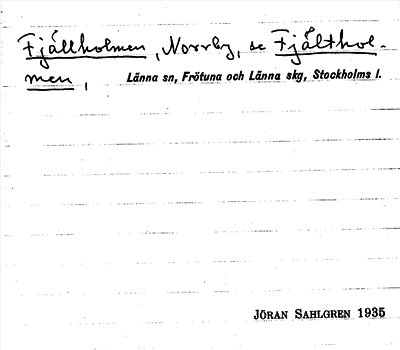 Fjällholmen, Norrby, se Fjälthol-
men, Länna sn, Frötuna och Länna skg, Stockholms l.
JÖRAN SAHLGREN 1935